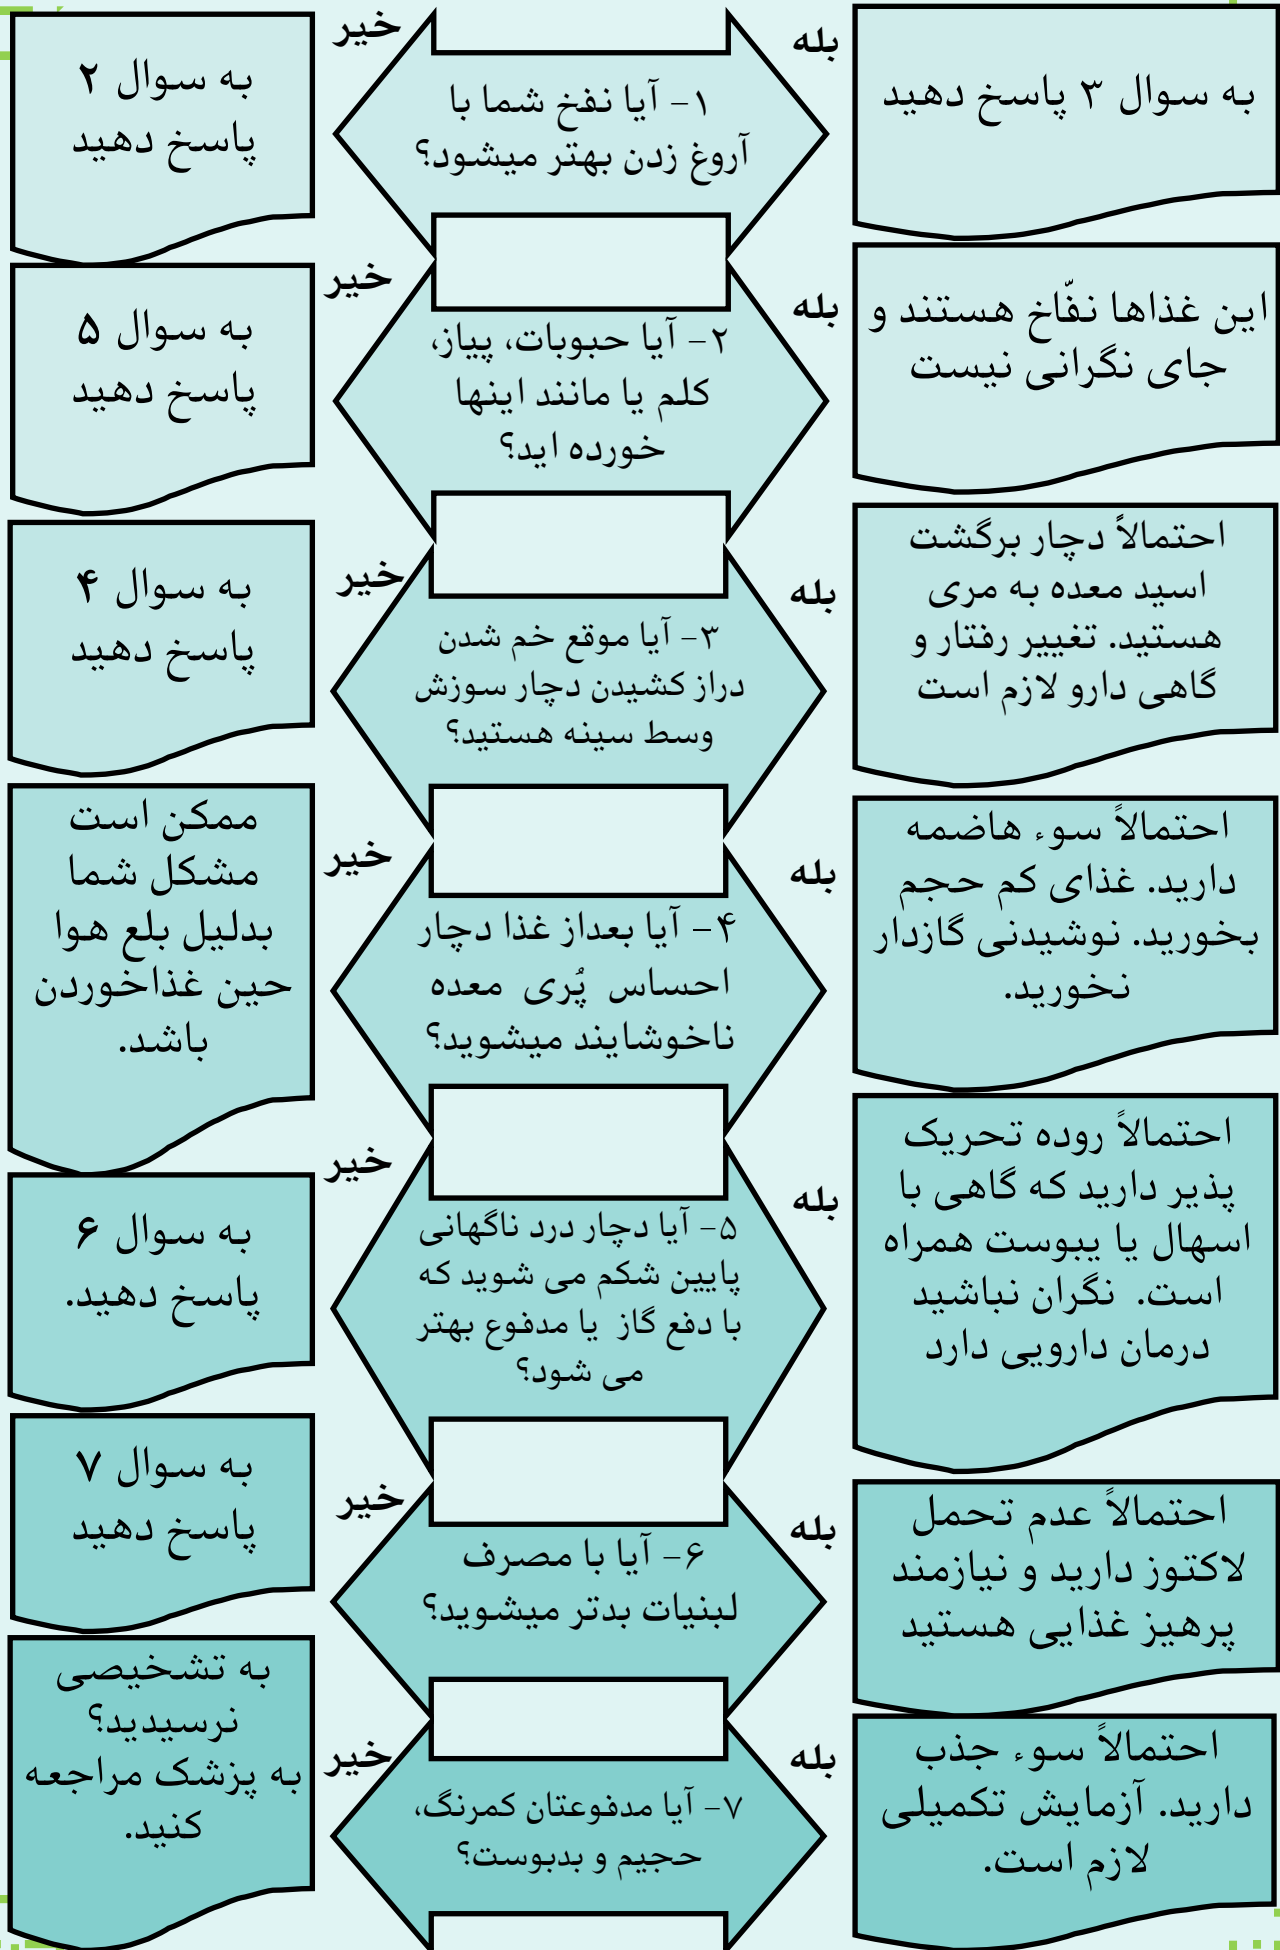 ۱- آیا نفخ شما با
آروغ زدن بهتر میشود؟
بله
به سوال ۳ پاسخ دهید
خیر
به سوال ۲
پاسخ دهید
۲- آیا حبوبات، پیاز،
کلم یا مانند اینها
خورده اید؟
بله
این غذاها نفّاخ هستند و
جای نگرانی نیست
خیر
به سوال ۵
پاسخ دهید
۳- آیا موقع خم شدن
دراز کشیدن دچار سوزش
وسط سینه هستید؟
بله
احتمالاً دچار برگشت
اسید معده به مری
هستید. تغییر رفتار و
گاهی دارو لازم است
خیر
به سوال ۴
پاسخ دهید
۴- آیا بعداز غذا دچار
احساس پُری معده
ناخوشایند میشوید؟
بله
احتمالاً سوء هاضمه
دارید. غذای کم حجم
بخورید. نوشیدنی گازدار
نخورید.
خیر
ممکن است
مشکل شما
بدلیل بلع هوا
حین غذاخوردن
باشد.
۵- آیا دچار درد ناگهانی
پایین شکم می شوید که
با دفع گاز یا مدفوع بهتر
می شود؟
بله
احتمالاً روده تحریک
پذیر دارید که گاهی با
اسهال یا یبوست همراه
است. نگران نباشید
درمان دارویی دارد
خیر
به سوال ۶
پاسخ دهید.
۶- آیا با مصرف
لبنیات بدتر میشوید؟
بله
احتمالاً عدم تحمل
لاکتوز دارید و نیازمند
پرهیز غذایی هستید
خیر
به سوال ۷
پاسخ دهید
۷- آیا مدفوعتان کمرنگ،
حجیم و بدبوست؟
بله
احتمالاً سوء جذب
دارید. آزمایش تکمیلی
لازم است.
خیر
به تشخیصی
نرسیدید؟
به پزشک مراجعه
کنید.